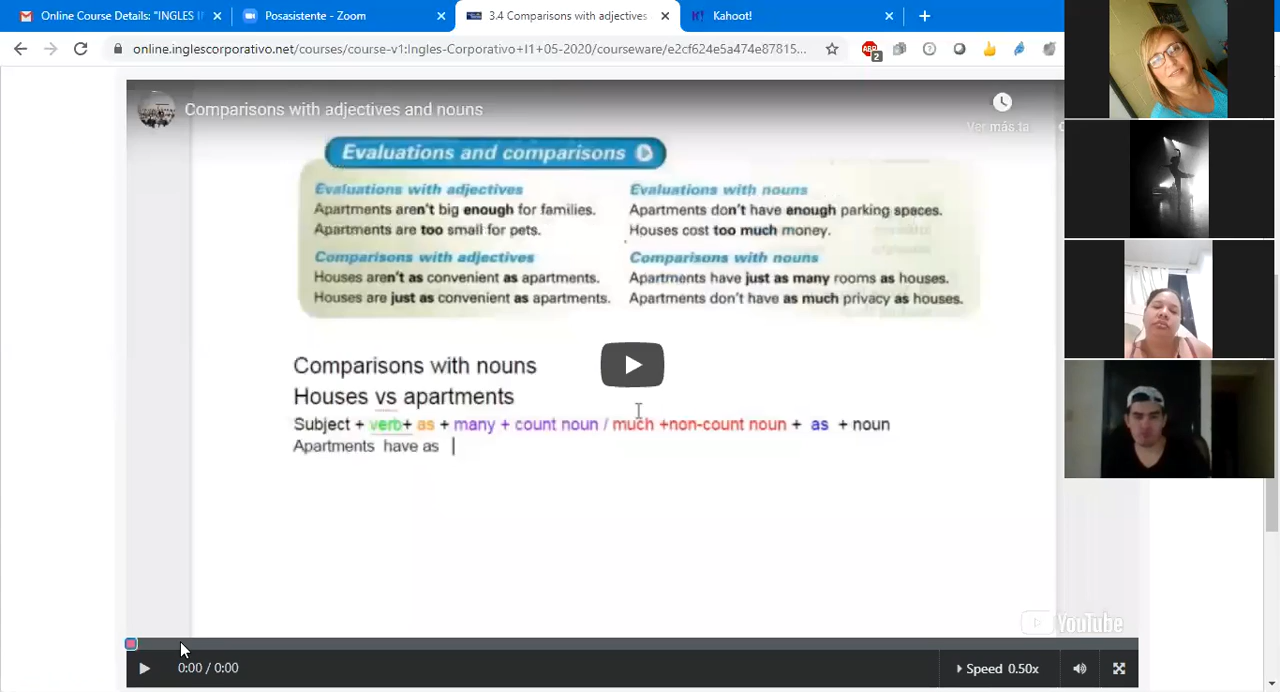 Online Course Details: "INGLES I
Posasistente - Zoom
3.4 Comparisons with adjectives
Kahoot!
online.inglescorporativo.net/courses/course-v1:Ingles-Corporativo+I1+05-2020/courseware/e2cf624e5a474e87815...
ABP
2
Comparisons with adjectives and nouns
Ver más ta
Evaluations and comparisons
Evaluations with adjectives
Apartments aren't big enough for families.
Apartments are too small for pets.
Comparisons with adjectives
Houses aren't as convenient as apartments.
Houses are just as convenient as apartments.
Evaluations with nouns
Apartments don't have enough parking spaces.
Houses cost too much money.
Comparisons with nouns
Apartments have just as many rooms as houses.
Apartments don't have as much privacy as houses.
Comparisons with nouns
Houses vs apartments
Subject + verb+ as + many + count noun / much +non-count noun + as + noun
Apartments have as
YouTube
0:00 / 0:00
Speed 0.50x